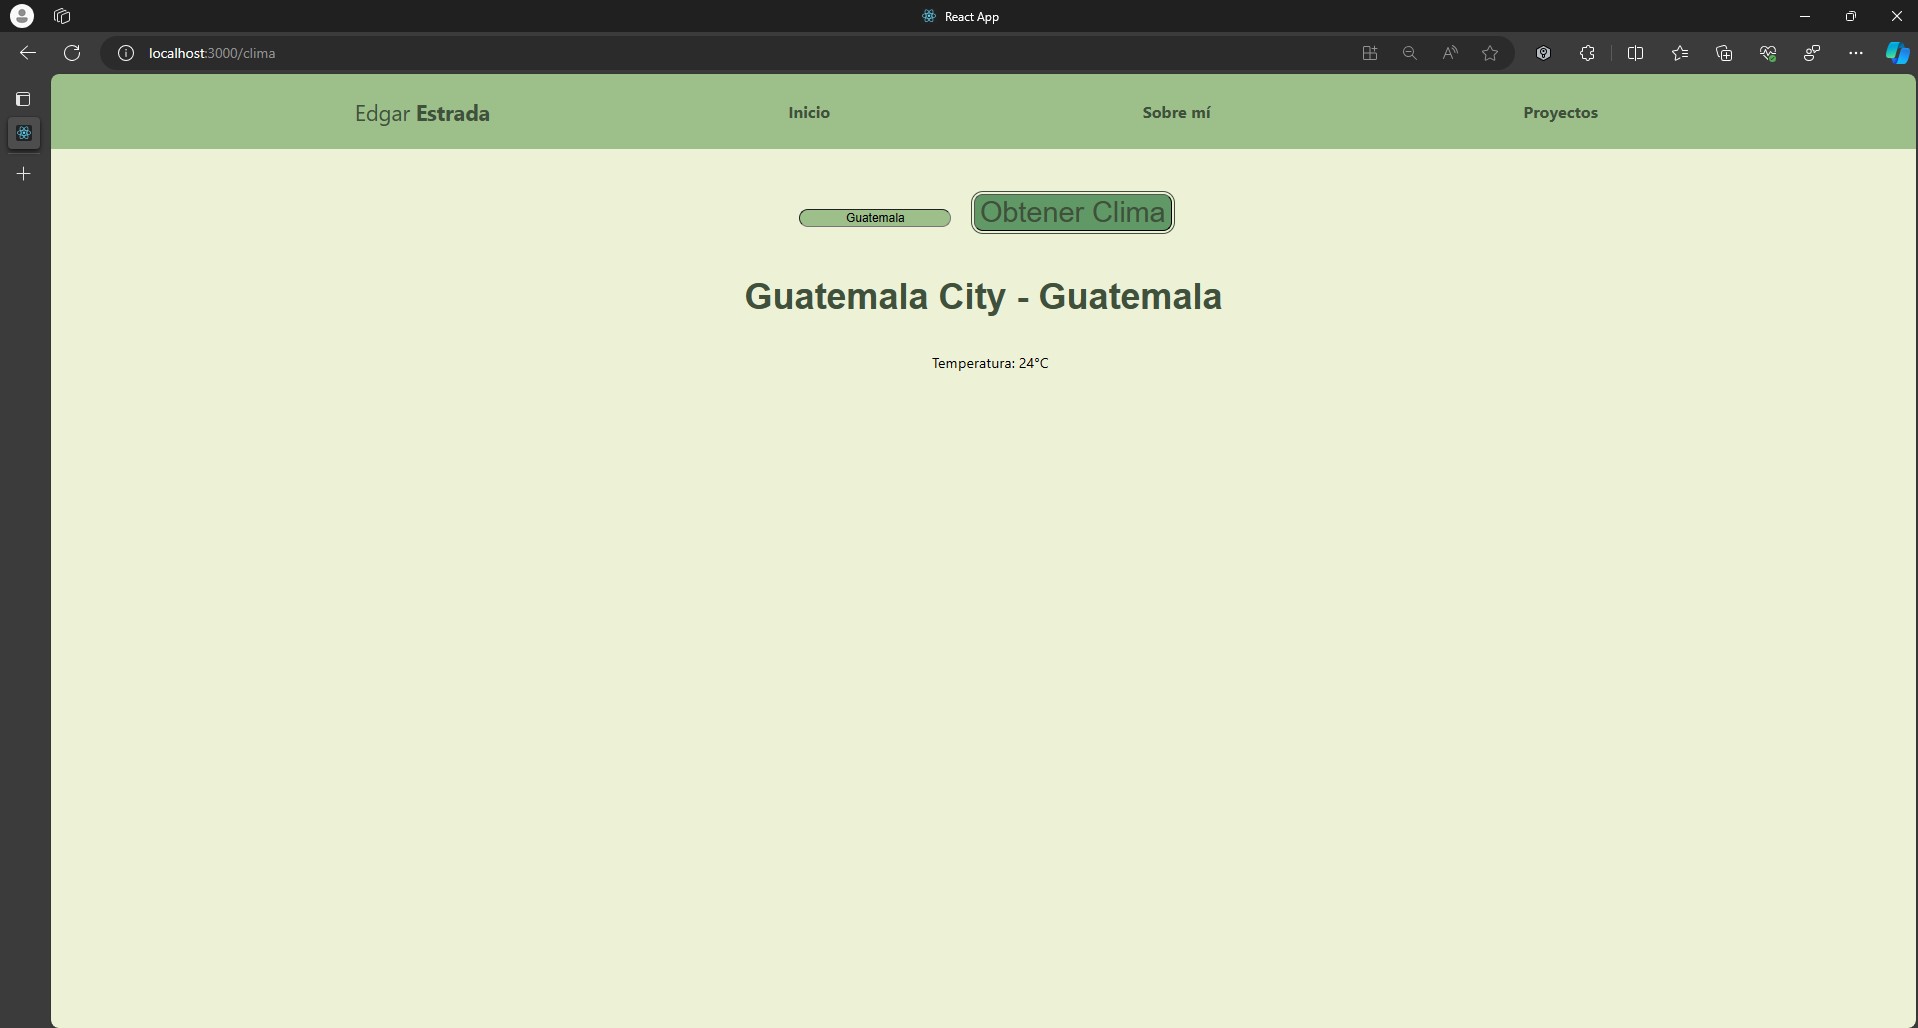 React App
localhost:3000/clima
Edgar Estrada
Inicio
Sobre mí
Proyectos
Guatemala
Obtener Clima
Guatemala City - Guatemala
Temperatura: 24°C